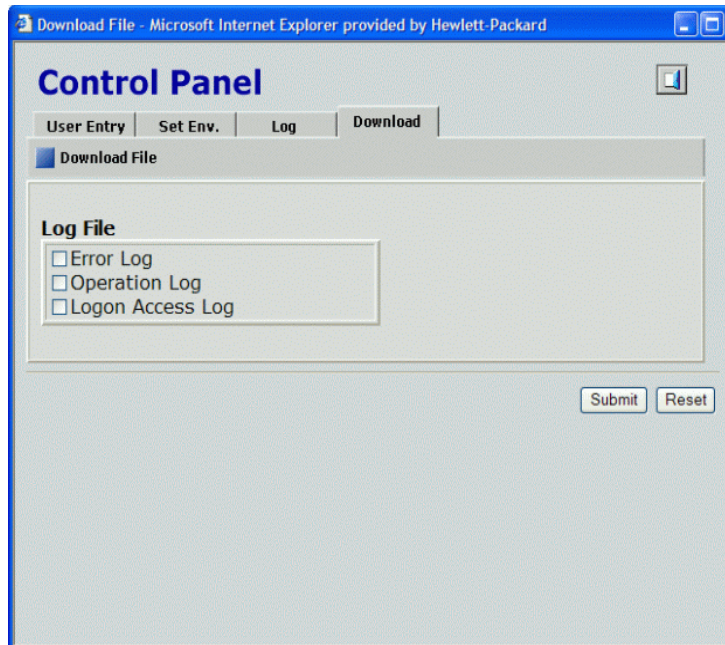 Download File - Microsoft Internet Explorer provided by Hewlett-Packard
Control Panel
User Entry Set Env. Log Download
Download File
Log File
Error Log
Operation Log
Logon Access Log
Submit Reset